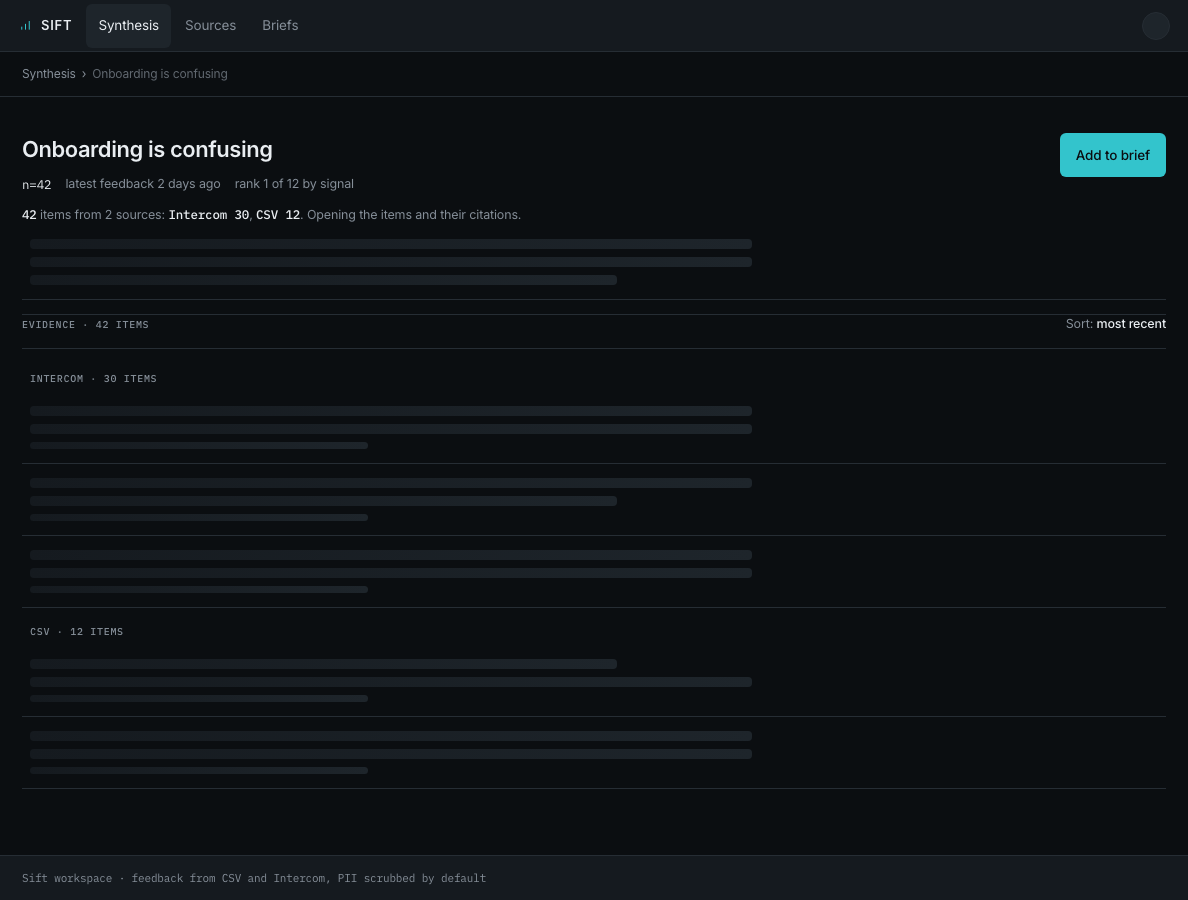 SIFT Synthesis Sources Briefs
Synthesis › Onboarding is confusing
Onboarding is confusing
Add to brief
n=42 latest feedback 2 days ago rank 1 of 12 by signal
42 items from 2 sources: Intercom 30, CSV 12. Opening the items and their citations.
EVIDENCE · 42 ITEMS Sort: most recent
INTERCOM · 30 ITEMS
CSV · 12 ITEMS
Sift workspace · feedback from CSV and Intercom, PII scrubbed by default